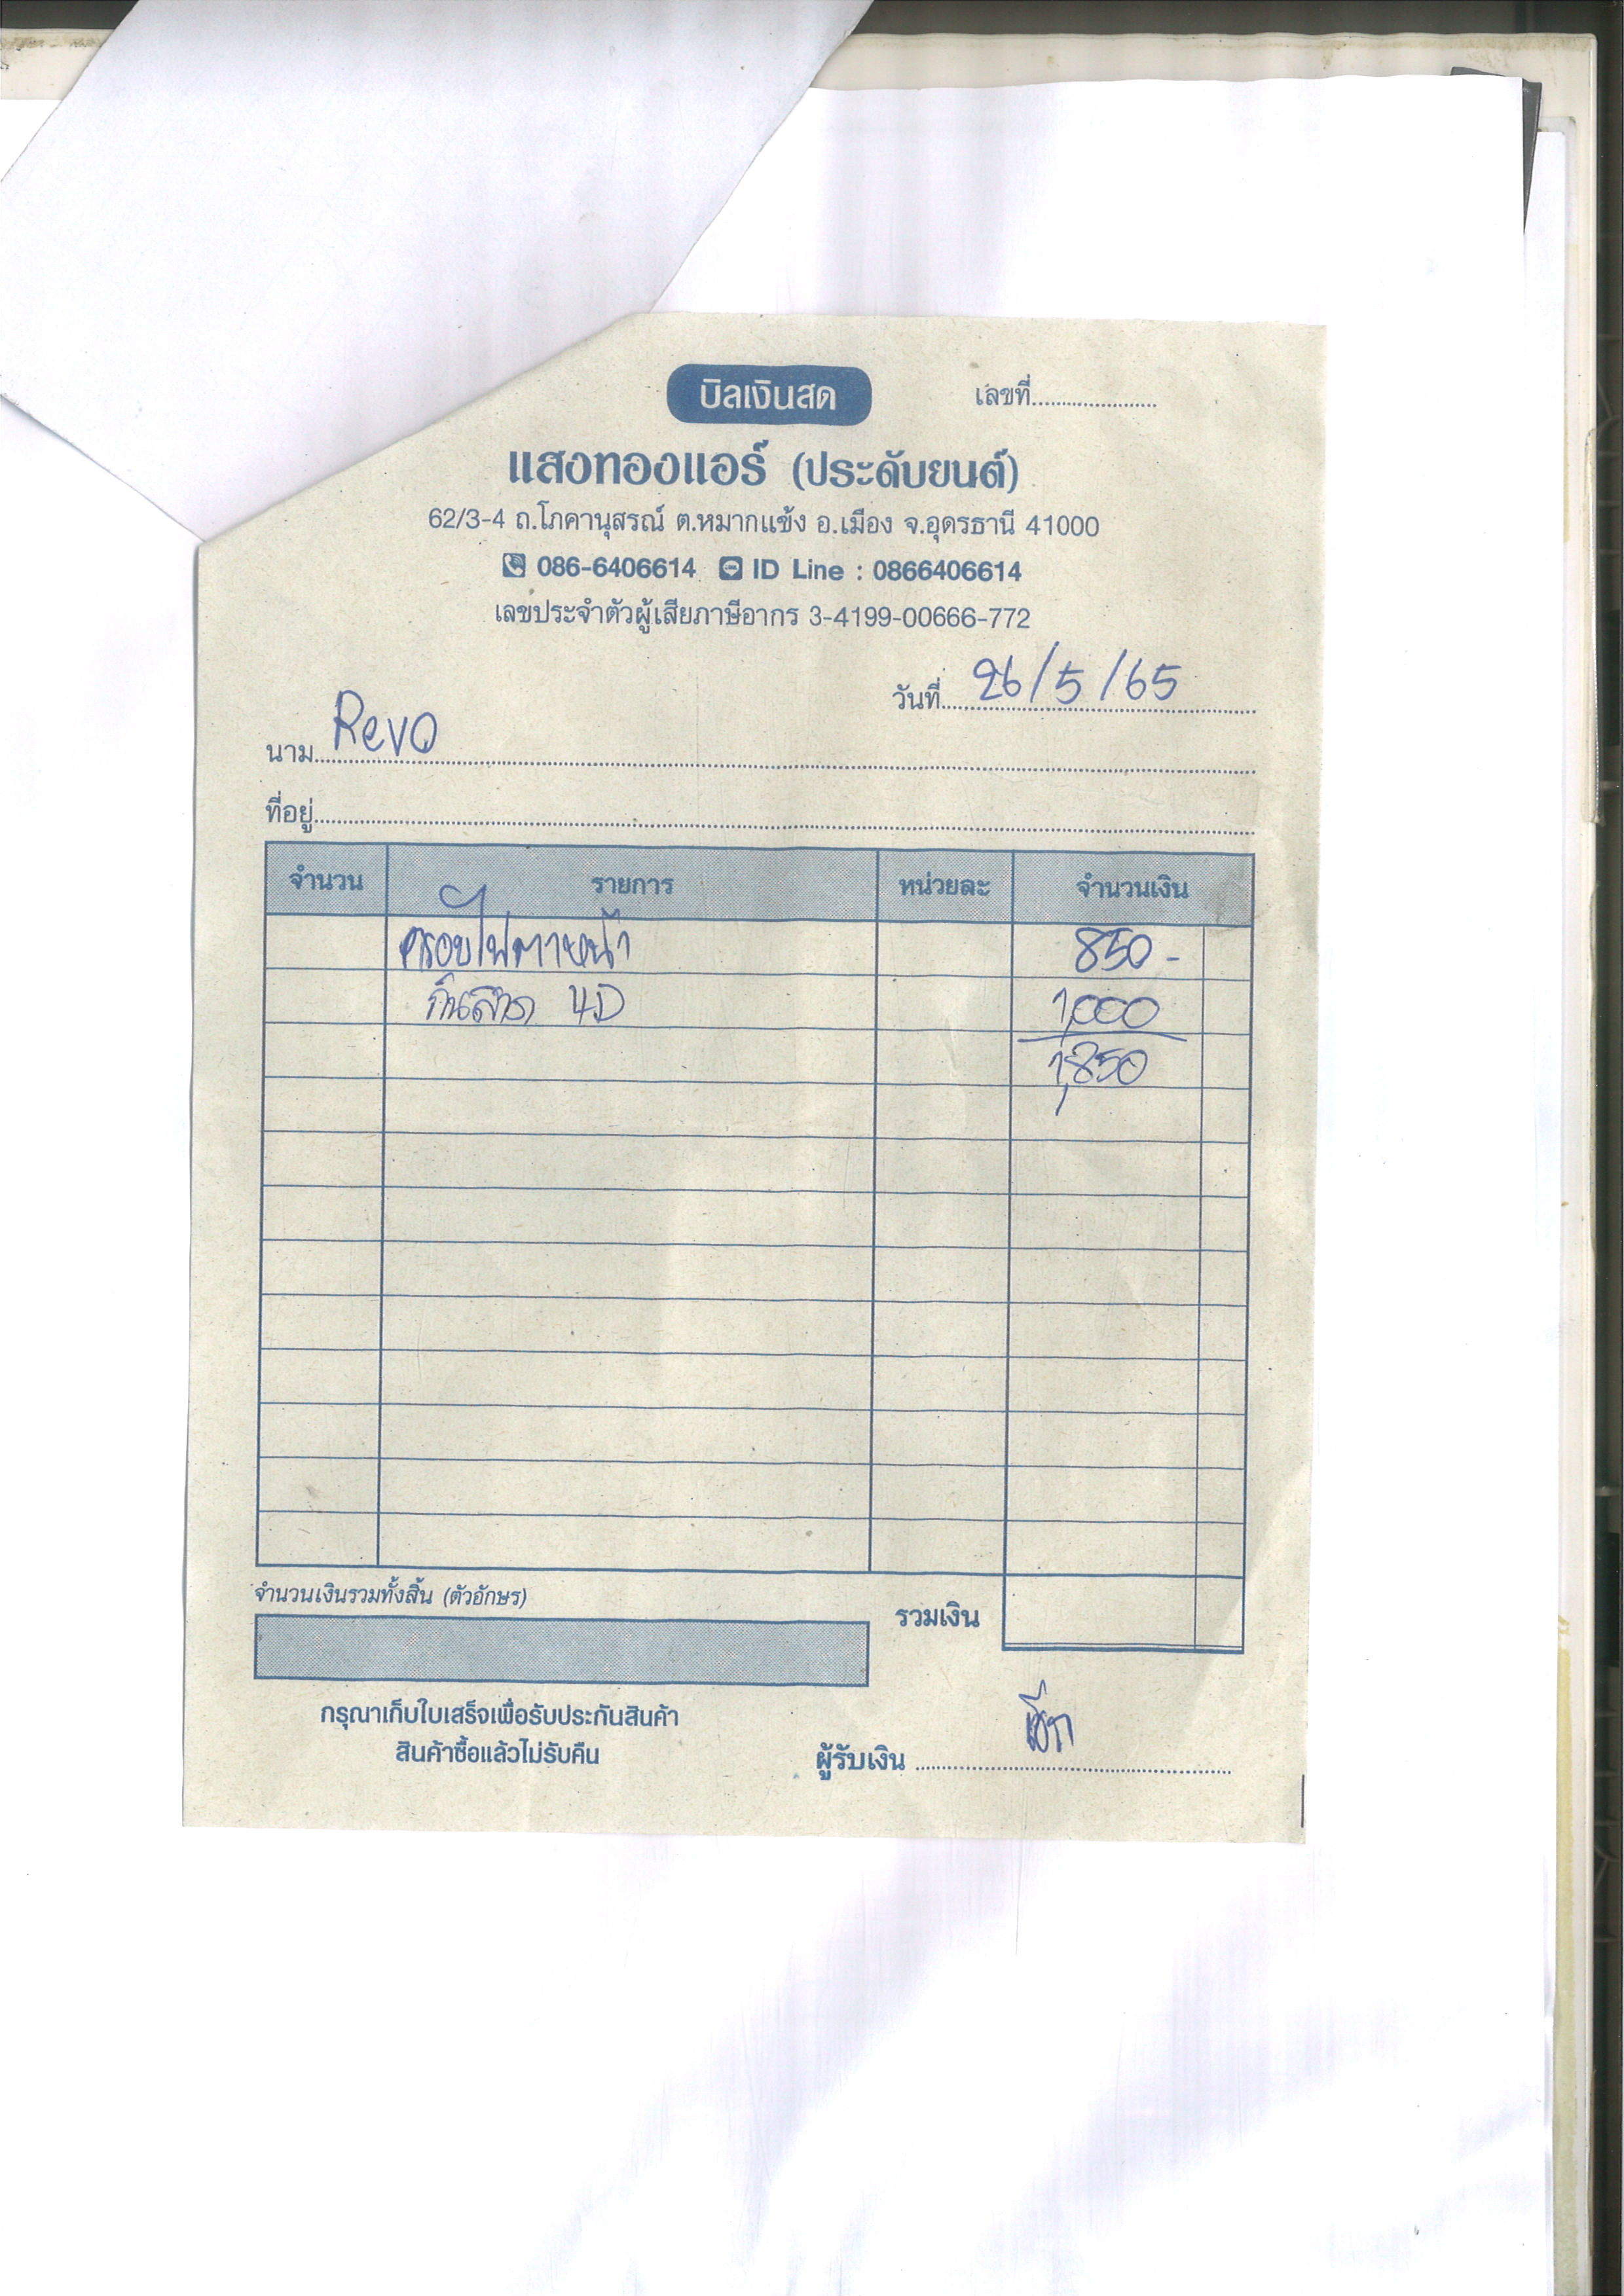 บิลเงินสด
เลขที่
แสงทองแอร์ (ประดับยนต์)
62/3-4 ถ.โภคานุสรณ์ ต.หมากแข้ง อ.เมือง จ.อุดรธานี 41000
086-6406614 ID Line : 0866406614
เลขประจำตัวผู้เสียภาษีอากร 3-4199-00666-772
วันที่ 26/5/65
นาม Revo
ที่อยู่
จำนวน รายการ หน่วยละ จำนวนเงิน
ครอบไฟตาหน้า 850 -
กันสาด 4D 1,000
1,850
จำนวนเงินรวมทั้งสิ้น (ตัวอักษร)
รวมเงิน
กรุณาเก็บใบเสร็จเพื่อรับประกันสินค้า
สินค้าซื้อแล้วไม่รับคืน
ผู้รับเงิน